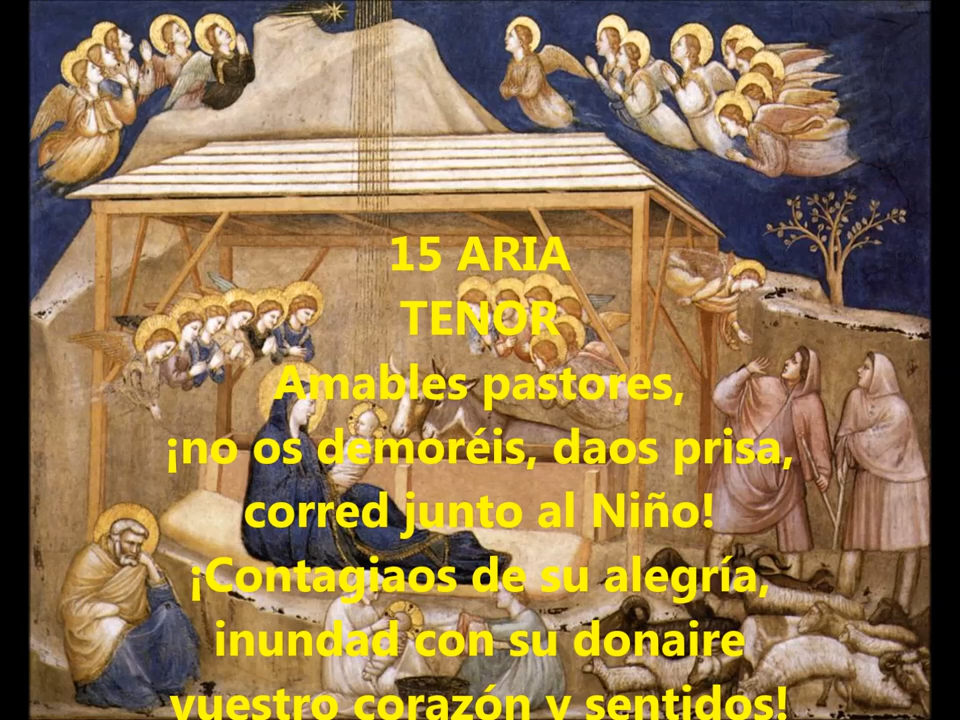 15 ARIA
TENOR
Amables pastores,
¡no os demoréis, daos prisa,
corred junto al Niño!
¡Contagiaos de su alegría,
inundad con su donaire
vuestro corazón y sentidos!